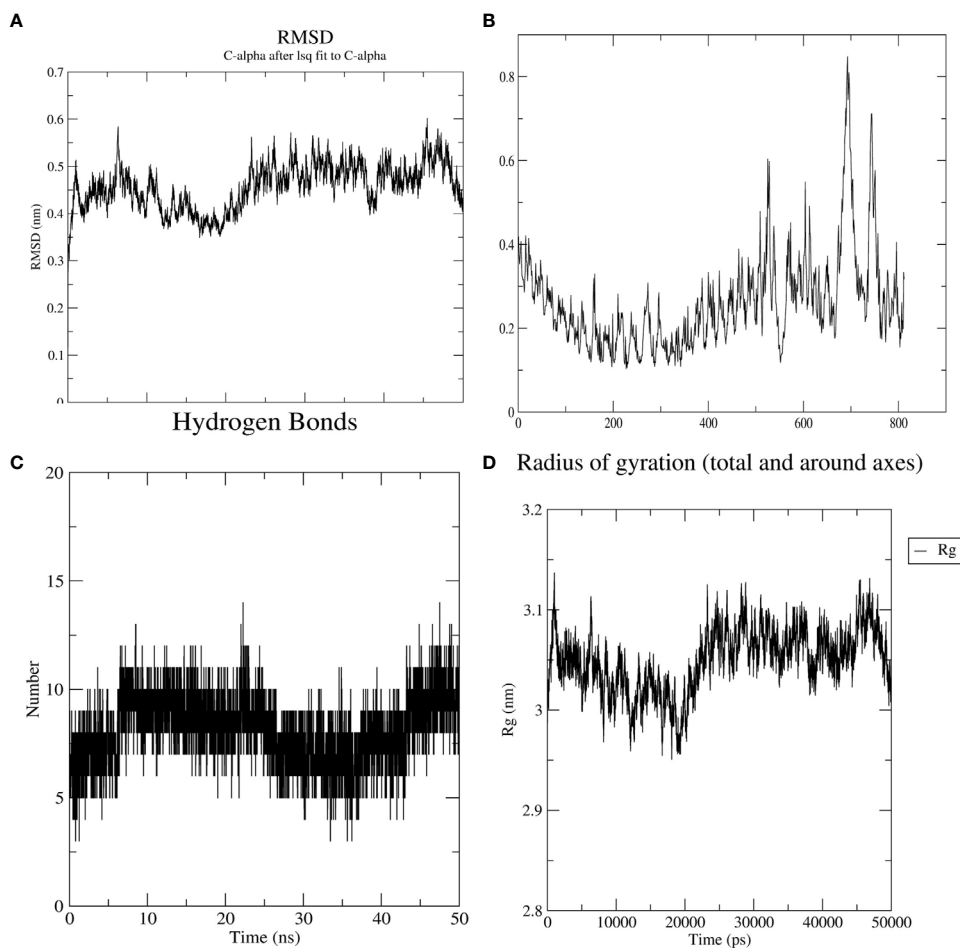 A
RMSD
C-alpha after lsq fit to C-alpha
0.7
0.6
0.5
0.4
0.3
0.2
0.1
0
RMSD (nm)
B
0.8
0.6
0.4
0.2
0
0 200 400 600 800
Hydrogen Bonds
C
20
15
10
5
0
Number
0 10 20 30 40 50
Time (ns)
D Radius of gyration (total and around axes)
3.2
3.1
3
2.9
2.8
Rg (nm)
Rg
0 10000 20000 30000 40000 50000
Time (ps)